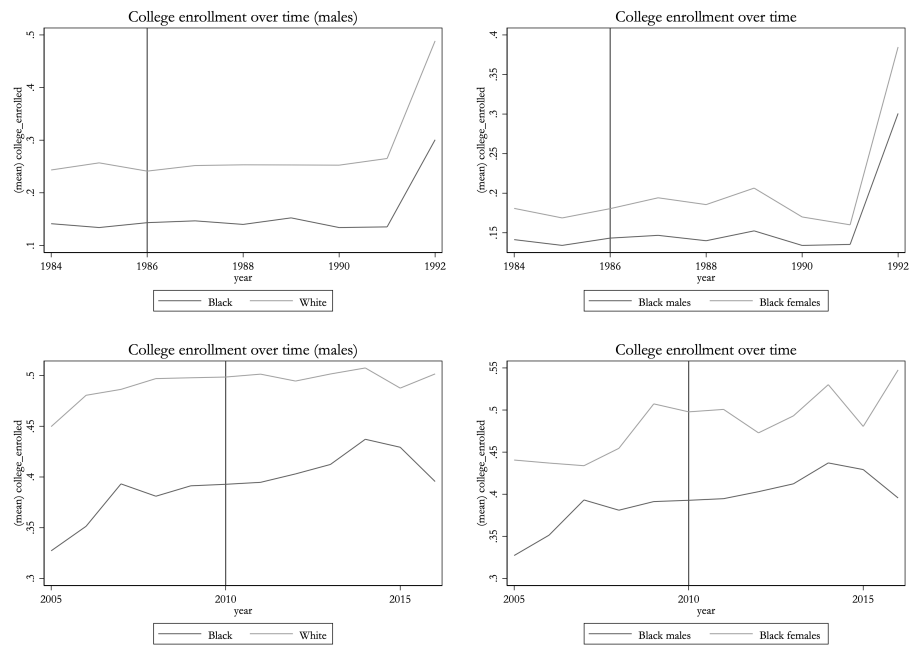 College enrollment over time (males)
(mean) college_enrolled
.5
.4
.3
.2
.1
1984 1986 1988 1990 1992
year
Black White
College enrollment over time
(mean) college_enrolled
.4
.35
.3
.25
.2
.15
1984 1986 1988 1990 1992
year
Black males Black females
College enrollment over time (males)
(mean) college_enrolled
.5
.45
.4
.35
.3
2005 2010 2015
year
Black White
College enrollment over time
(mean) college_enrolled
.55
.5
.45
.4
.35
.3
2005 2010 2015
year
Black males Black females